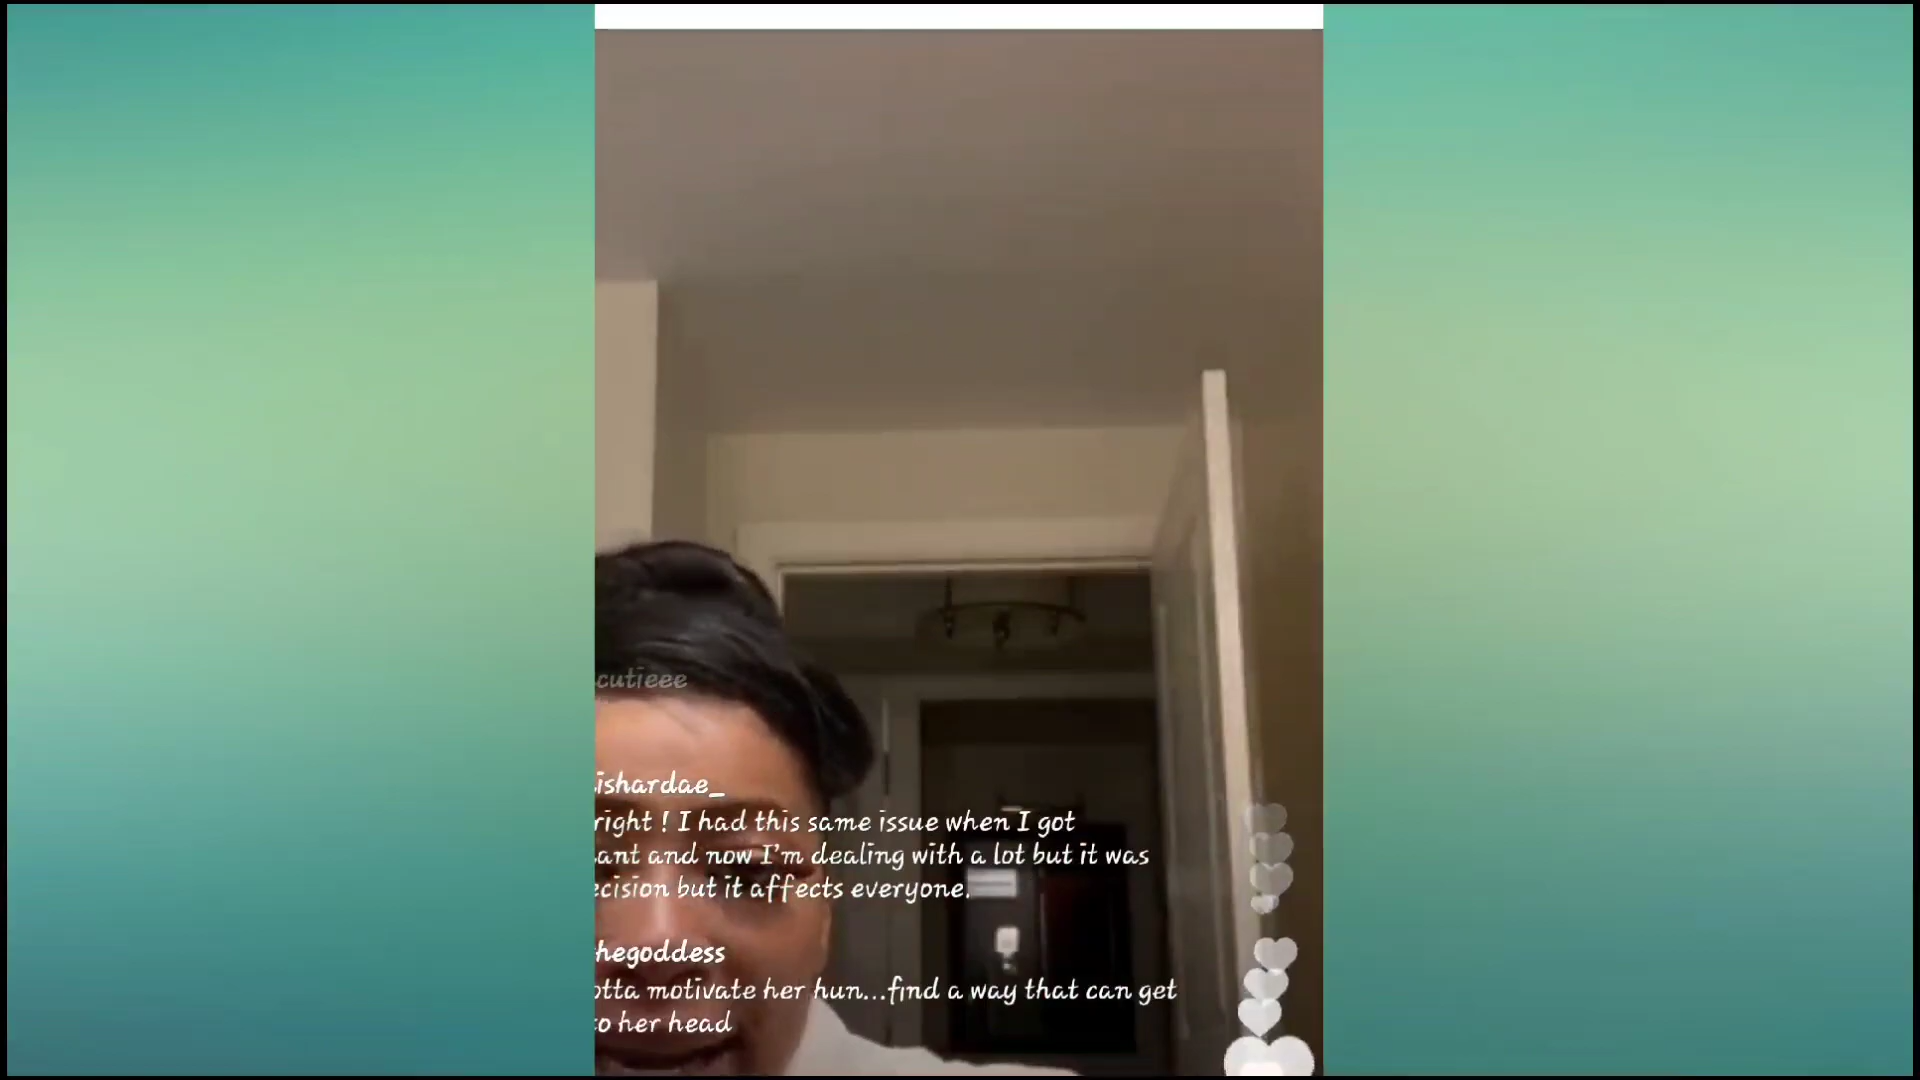 cutieee
ishardae_
right ! I had this same issue when I got
ant and now I'm dealing with a lot but it was
ecision but it affects everyone.
hegoddess
otta motivate her hun...find a way that can get
to her head